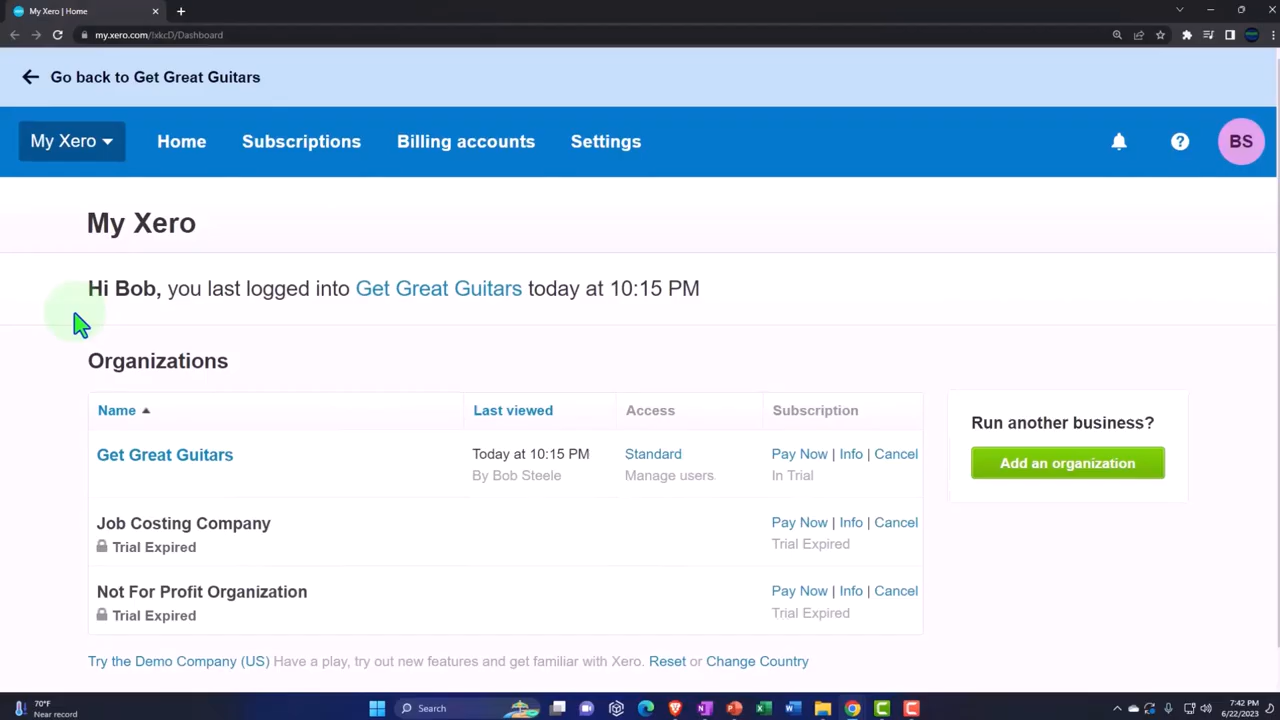 My Xero | Home
my.xero.com/!xkcD/Dashboard
Go back to Get Great Guitars
My Xero Home Subscriptions Billing accounts Settings BS
My Xero
Hi Bob, you last logged into Get Great Guitars today at 10:15 PM
Organizations
Name Last viewed Access Subscription
Get Great Guitars Today at 10:15 PM Standard Pay Now | Info | Cancel
By Bob Steele Manage users In Trial
Run another business?
Add an organization
Job Costing Company Pay Now | Info | Cancel
Trial Expired Trial Expired
Not For Profit Organization Pay Now | Info | Cancel
Trial Expired Trial Expired
Try the Demo Company (US) Have a play, try out new features and get familiar with Xero. Reset or Change Country
70°F
Near record
Search
7:42 PM
6/22/2023